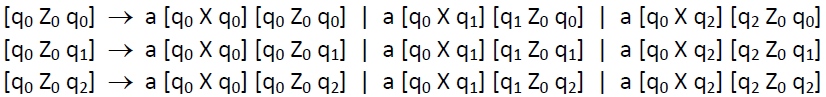 [q₀ Z₀ q₀] → a [q₀ X q₀] [q₀ Z₀ q₀] | a [q₀ X q₁] [q₁ Z₀ q₀] | a [q₀ X q₂] [q₂ Z₀ q₀]
[q₀ Z₀ q₁] → a [q₀ X q₀] [q₀ Z₀ q₁] | a [q₀ X q₁] [q₁ Z₀ q₁] | a [q₀ X q₂] [q₂ Z₀ q₁]
[q₀ Z₀ q₂] → a [q₀ X q₀] [q₀ Z₀ q₂] | a [q₀ X q₁] [q₁ Z₀ q₂] | a [q₀ X q₂] [q₂ Z₀ q₂]